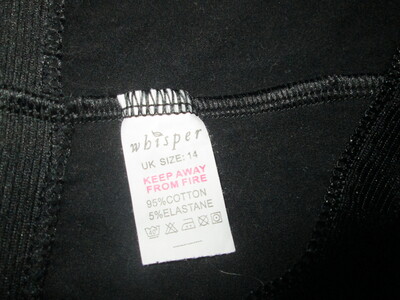 whisper
UK SIZE: 14
KEEP AWAY
FROM FIRE
95%COTTON
5%ELASTANE